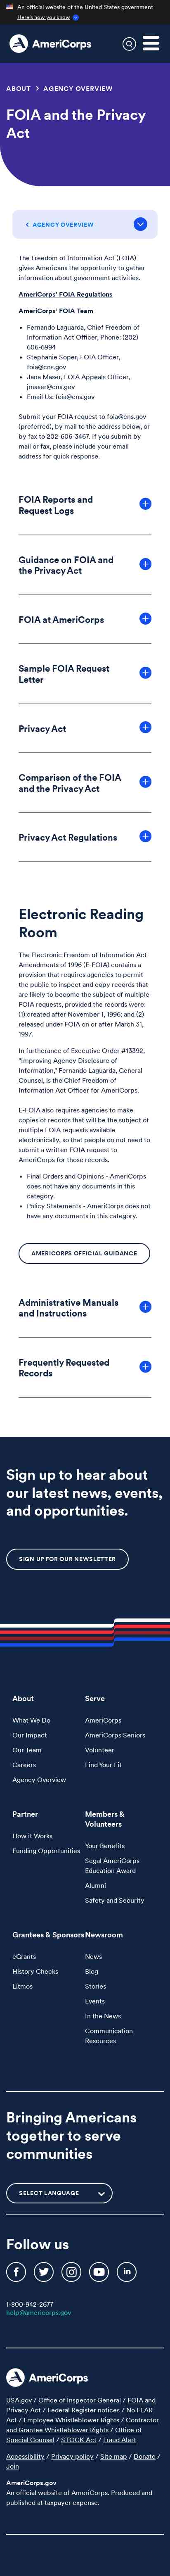 An official website of the United States government
Here's how you know
AmeriCorps
ABOUT > AGENCY OVERVIEW
FOIA and the Privacy
Act
AGENCY OVERVIEW
The Freedom of Information Act (FOIA)
gives Americans the opportunity to gather
information about government activities.
AmeriCorps' FOIA Regulations
AmeriCorps' FOIA Team
• Fernando Laguarda, Chief Freedom of
Information Act Officer, Phone: (202)
606-6994
• Stephanie Soper, FOIA Officer,
foia@cns.gov
• Jana Maser, FOIA Appeals Officer,
jmaser@cns.gov
• Email Us: foia@cns.gov
Submit your FOIA request to foia@cns.gov
(preferred), by mail to the address below, or
by fax to 202-606-3467. If you submit by
mail or fax, please include your email
address for quick response.
FOIA Reports and
Request Logs
Guidance on FOIA and
the Privacy Act
FOIA at AmeriCorps
Sample FOIA Request
Letter
Privacy Act
Comparison of the FOIA
and the Privacy Act
Privacy Act Regulations
Electronic Reading
Room
The Electronic Freedom of Information Act
Amendment of 1996 (E-FOIA) contains a
provision that requires agencies to permit
the public to inspect and copy records that
are likely to become the subject of multiple
FOIA requests, provided the records were:
(1) created after November 1, 1996; and (2)
released under FOIA on or after March 31,
1997.
In furtherance of Executive Order #13392,
"Improving Agency Disclosure of
Information," Fernando Laguarda, General
Counsel, is the Chief Freedom of
Information Act Officer for AmeriCorps.
E-FOIA also requires agencies to make
copies of records that will be subject to
multiple FOIA requests available
electronically, so that people do not need to
submit a written FOIA request to
AmeriCorps for those records.
• Final Orders and Opinions - AmeriCorps
does not have any documents in this
category.
• Policy Statements - AmeriCorps does not
have any documents in this category.
AMERICORPS OFFICIAL GUIDANCE
Administrative Manuals
and Instructions
Frequently Requested
Records
Sign up to hear about
our latest news, events,
and opportunities.
SIGN UP FOR OUR NEWSLETTER
About
What We Do
Our Impact
Our Team
Careers
Agency Overview
Serve
AmeriCorps
AmeriCorps Seniors
Volunteer
Find Your Fit
Partner
How it Works
Funding Opportunities
Members &
Volunteers
Your Benefits
Segal AmeriCorps
Education Award
Alumni
Safety and Security
Grantees & Sponsors
eGrants
History Checks
Litmos
Newsroom
News
Blog
Stories
Events
In the News
Communication
Resources
Bringing Americans
together to serve
communities
SELECT LANGUAGE
Follow us
1-800-942-2677
help@americorps.gov
AmeriCorps
USA.gov / Office of Inspector General / FOIA and
Privacy Act / Federal Register notices / No FEAR
Act / Employee Whistleblower Rights / Contractor
and Grantee Whistleblower Rights / Office of
Special Counsel / STOCK Act / Fraud Alert
Accessibility / Privacy policy / Site map / Donate /
Join
AmeriCorps.gov
An official website of AmeriCorps. Produced and
published at taxpayer expense.